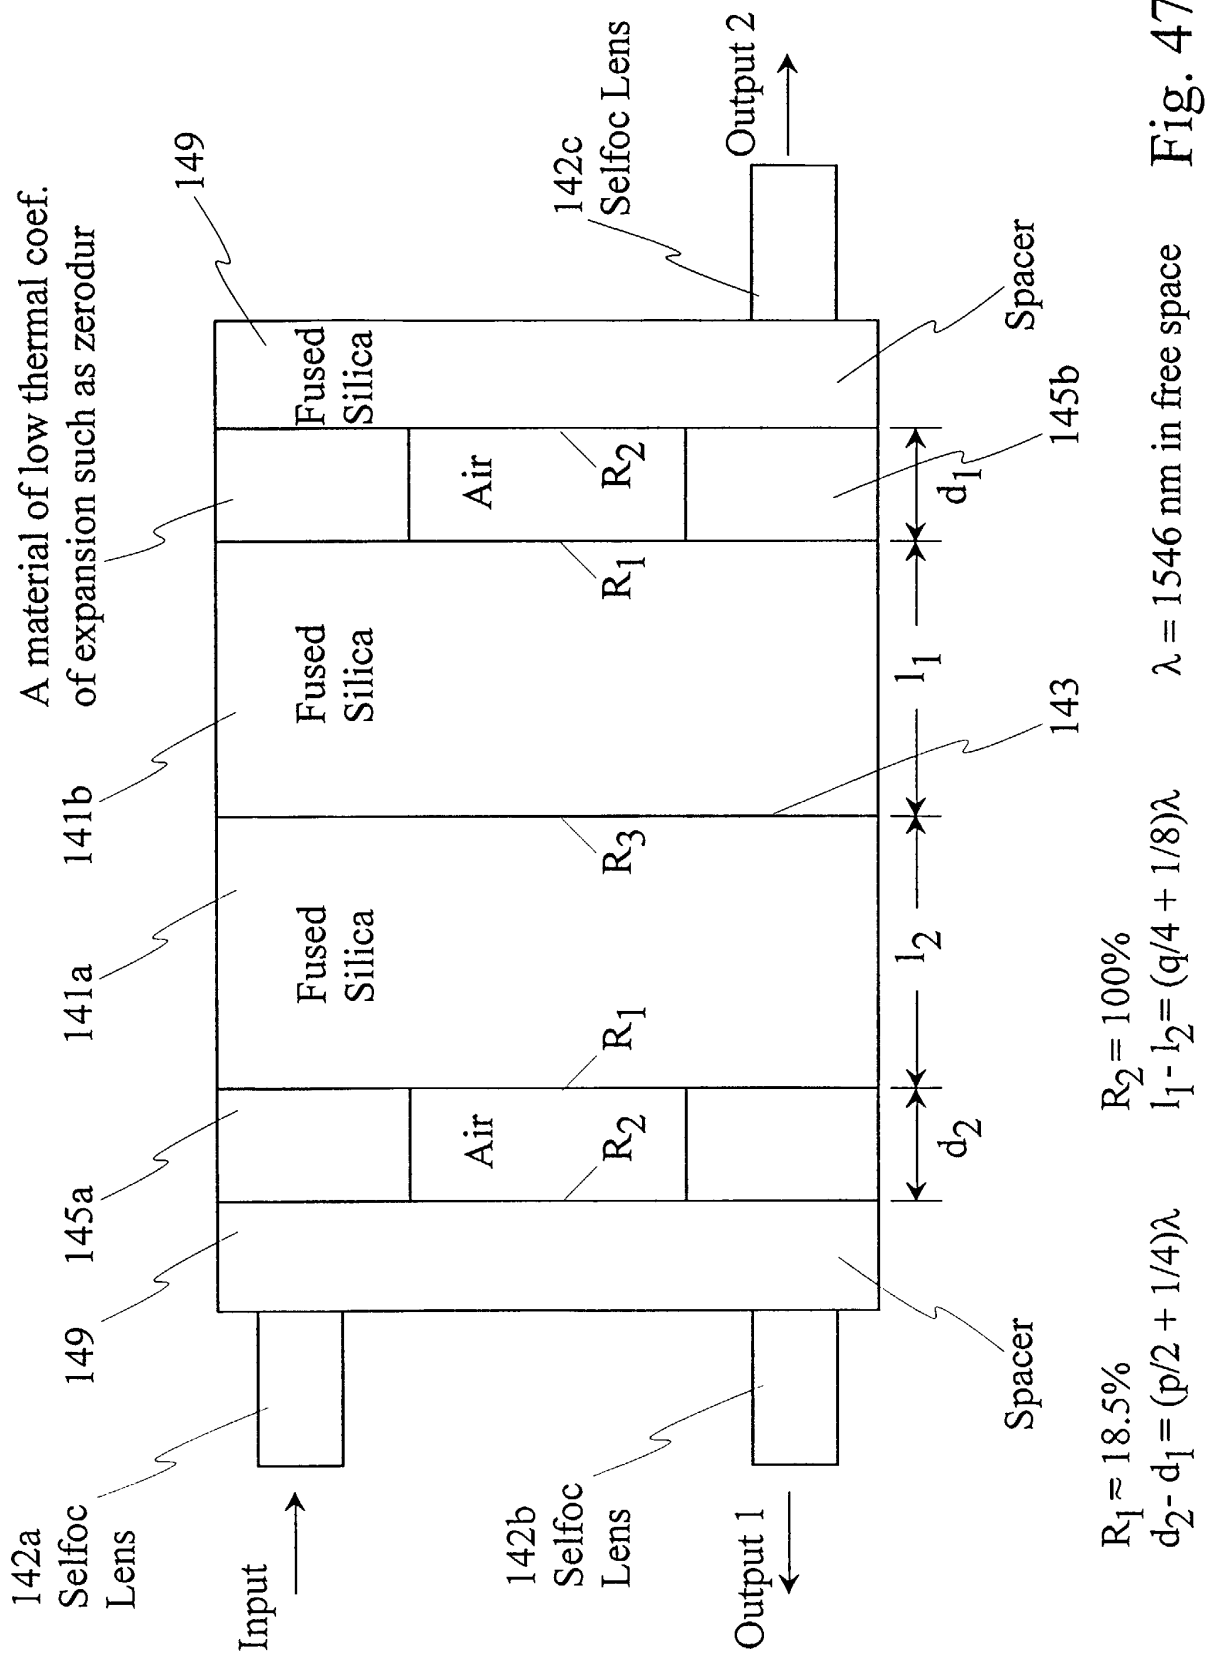 A material of low thermal coef.
of expansion such as zerodur
142a
Selfoc
Lens
149
145a
141a
141b
149
Input
Fused
Silica
Fused
Silica
Fused
Silica
142b
Selfoc
Lens
Air
Air
142c
Selfoc Lens
R2
R1
R3
R1
R2
Output 1
Output 2
d2
l2
l1
d1
Spacer
143
145b
Spacer
R1 ≈ 18.5%
R2 = 100%
d2 - d1 = (p/2 + 1/4)λ
l1 - l2 = (q/4 + 1/8)λ
λ = 1546 nm in free space
Fig. 47